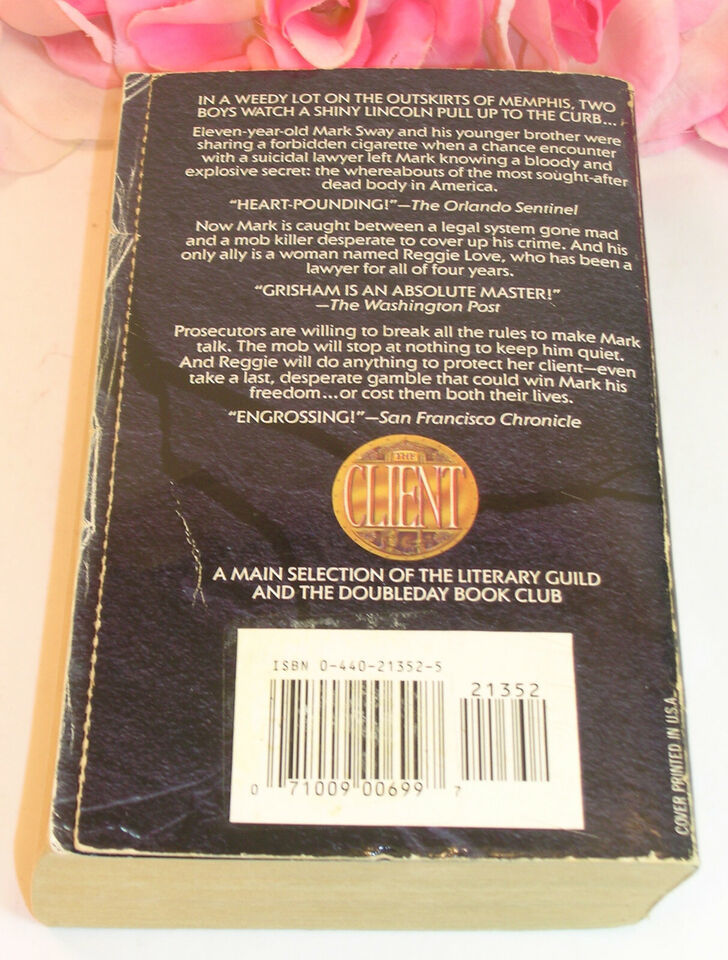 IN A WEEDY LOT ON THE OUTSKIRTS OF MEMPHIS, TWO
BOYS WATCH A SHINY LINCOLN PULL UP TO THE CURB...
Eleven-year-old Mark Sway and his younger brother were
sharing a forbidden cigarette when a chance encounter
with a suicidal lawyer left Mark knowing a bloody and
explosive secret: the whereabouts of the most sought-after
dead body in America.
"HEART-POUNDING!"—The Orlando Sentinel
Now Mark is caught between a legal system gone mad
and a mob killer desperate to cover up his crime. And his
only ally is a woman named Reggie Love, who has been a
lawyer for all of four years.
"GRISHAM IS AN ABSOLUTE MASTER!"
—The Washington Post
Prosecutors are willing to break all the rules to make Mark
talk. The mob will stop at nothing to keep him quiet.
And Reggie will do anything to protect her client—even
take a last, desperate gamble that could win Mark his
freedom...or cost them both their lives.
"ENGROSSING!"—San Francisco Chronicle
THE
CLIENT
A MAIN SELECTION OF THE LITERARY GUILD
AND THE DOUBLEDAY BOOK CLUB
ISBN 0-440-21352-5
21352
0 71009 00699 7
COVER PRINTED IN U.S.A.